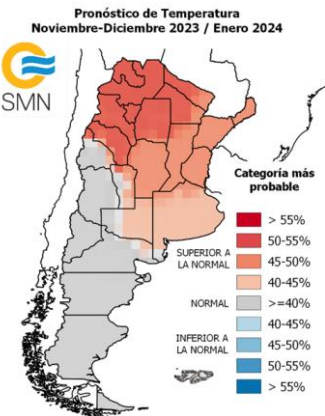 Pronóstico de Temperatura
Noviembre-Diciembre 2023 / Enero 2024
SMN
Categoría más
probable
> 55%
50-55%
SUPERIOR A
LA NORMAL
45-50%
40-45%
NORMAL
>=40%
40-45%
INFERIOR A
LA NORMAL
45-50%
50-55%
> 55%